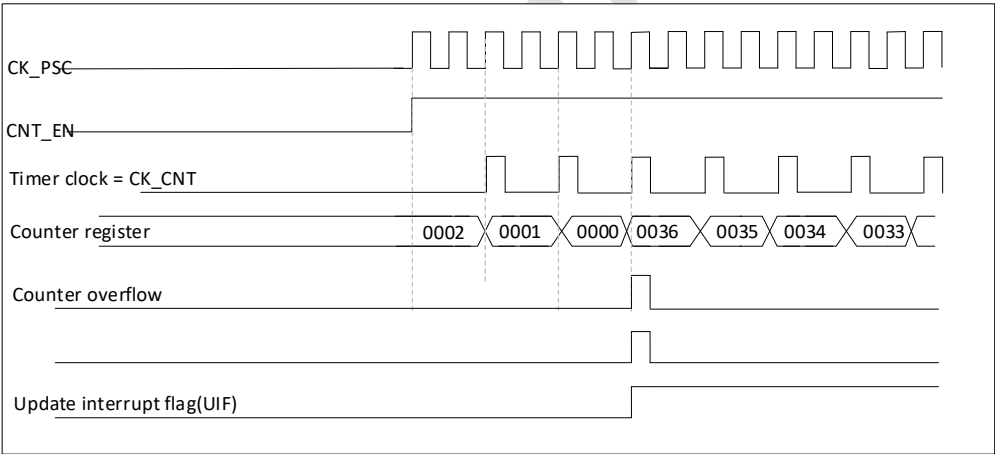 CK_PSC
CNT_EN
Timer clock = CK_CNT
Counter register 0002 0001 0000 0036 0035 0034 0033
Counter overflow
Update interrupt flag(UIF)